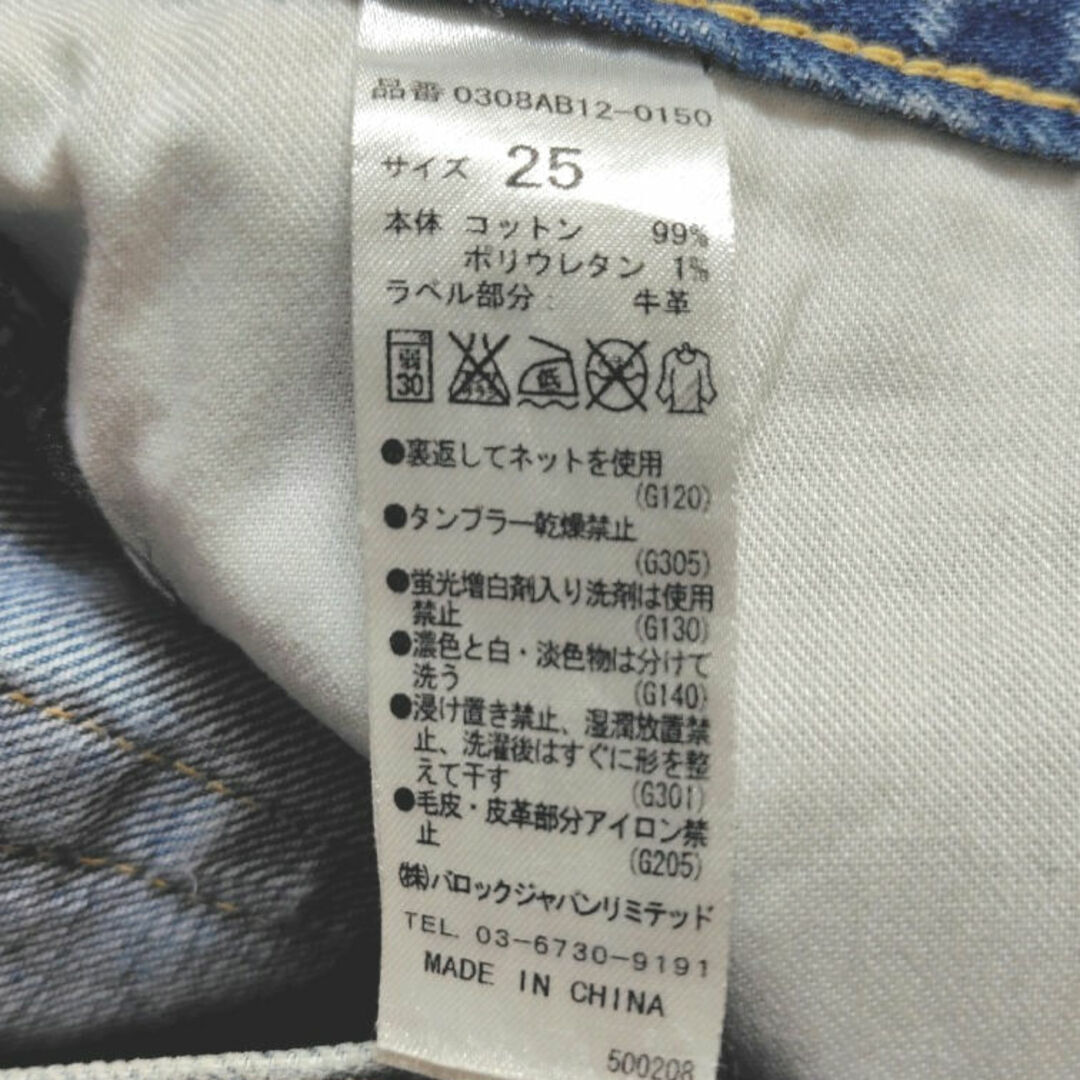 品番 0308AB12-0150
サイズ 25
本体 コットン 99%
ポリウレタン 1%
ラベル部分: 牛革
弱 30 低
●裏返してネットを使用
(G120)
●タンブラー乾燥禁止
(G305)
●蛍光増白剤入り洗剤は使用
禁止 (G130)
●濃色と白・淡色物は分けて
洗う (G140)
●浸け置き禁止、湿潤放置禁
止、洗濯後はすぐに形を整
えて干す (G301)
●毛皮・皮革部分アイロン禁
止 (G205)
㈱バロックジャパンリミテッド
TEL. 03-6730-9191
MADE IN CHINA
500208